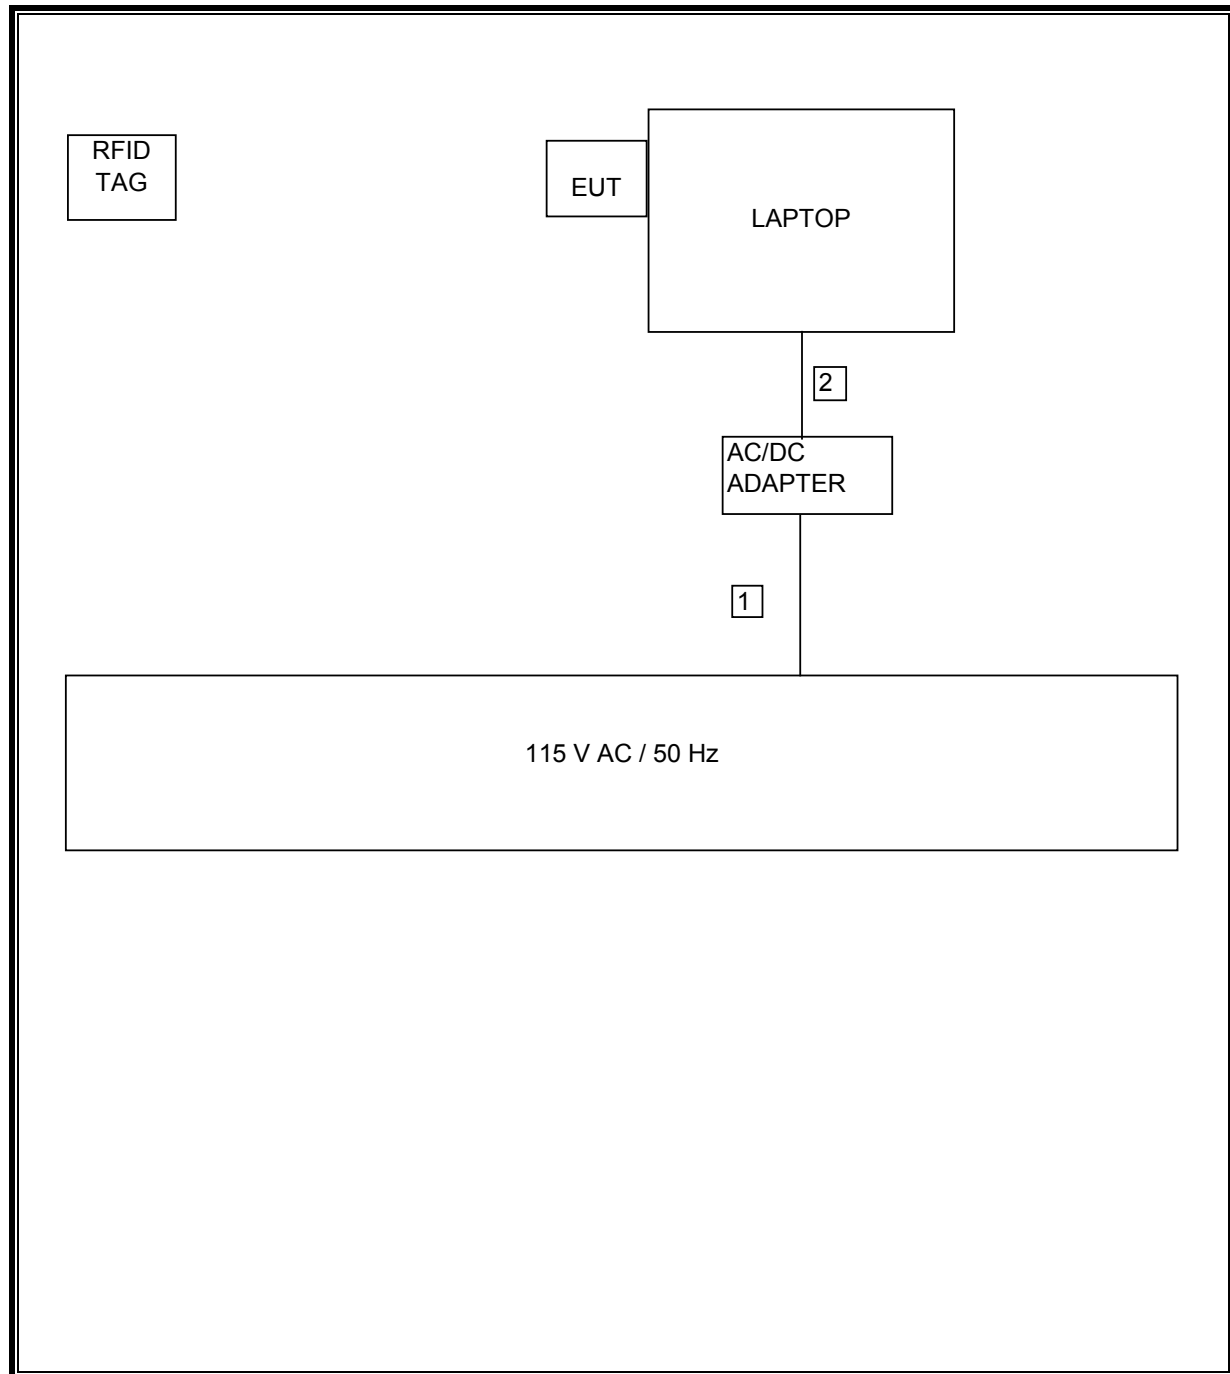 RFID
TAG
EUT
LAPTOP
2
AC/DC
ADAPTER
1
115 V AC / 50 Hz